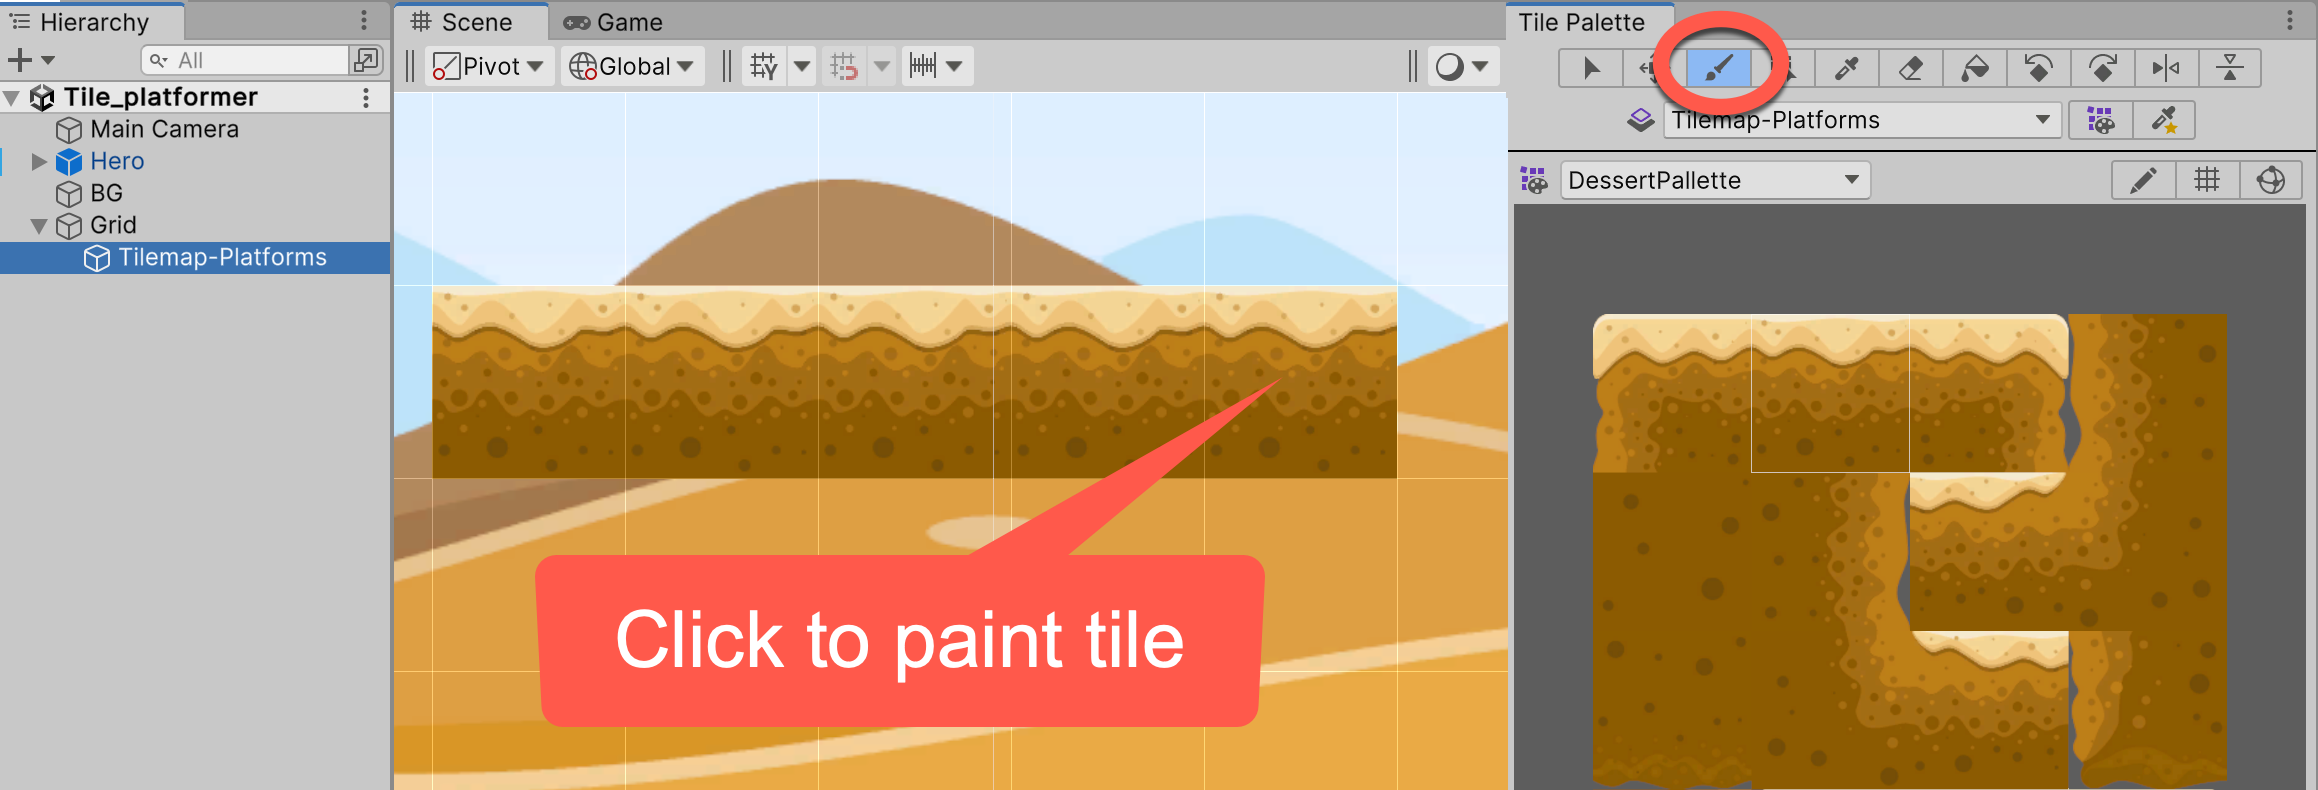 Hierarchy
All
Tile_platformer
Main Camera
Hero
BG
Grid
Tilemap-Platforms
Scene
Game
Pivot
Global
Click to paint tile
Tile Palette
Tilemap-Platforms
DessertPallette